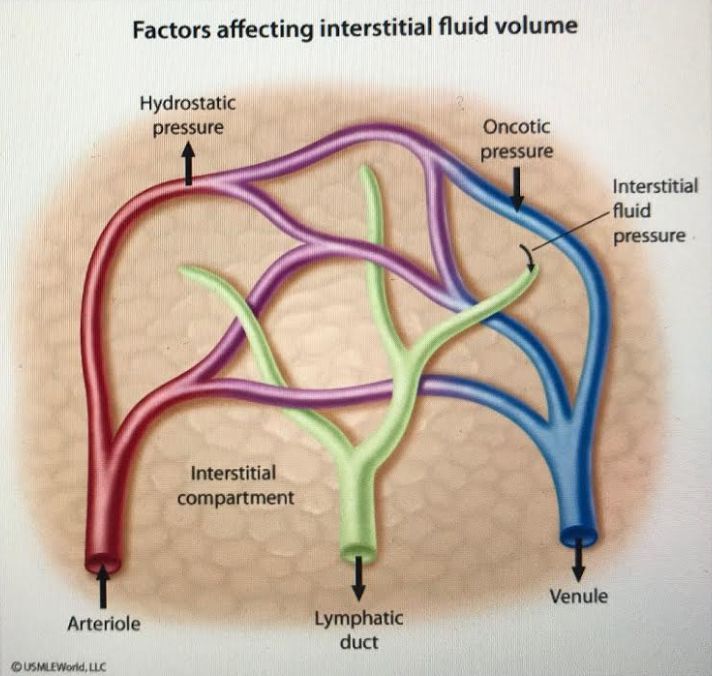 Factors affecting interstitial fluid volume
Hydrostatic
pressure
Oncotic
pressure
Interstitial
fluid
pressure
Interstitial
compartment
Arteriole
Lymphatic
duct
Venule
© USMLEWorld, LLC